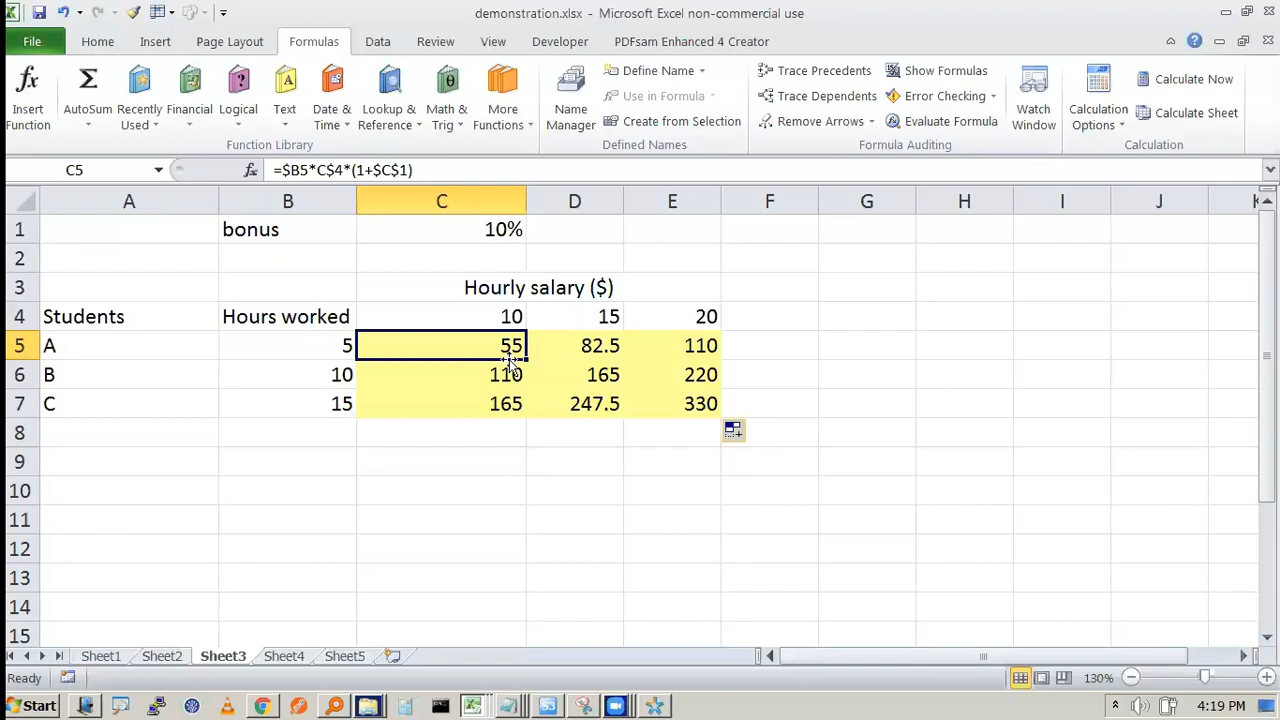 demonstration.xlsx - Microsoft Excel non-commercial use
File Home Insert Page Layout Formulas Data Review View Developer PDFsam Enhanced 4 Creator
Insert Function
AutoSum
Recently Used
Financial
Logical
Text
Date & Time
Lookup & Reference
Math & Trig
More Functions
Function Library
Name Manager
Define Name
Use in Formula
Create from Selection
Defined Names
Trace Precedents
Trace Dependents
Remove Arrows
Show Formulas
Error Checking
Evaluate Formula
Watch Window
Formula Auditing
Calculation Options
Calculate Now
Calculate Sheet
Calculation
C5 fx =$B5*C$4*(1+$C$1)
A B C D E F G H I J K
1 bonus 10%
2
3 Hourly salary ($)
4 Students Hours worked 10 15 20
5 A 5 55 82.5 110
6 B 10 110 165 220
7 C 15 165 247.5 330
8
9
10
11
12
13
14
15
Sheet1 Sheet2 Sheet3 Sheet4 Sheet5
Ready 130%
Start 4:19 PM